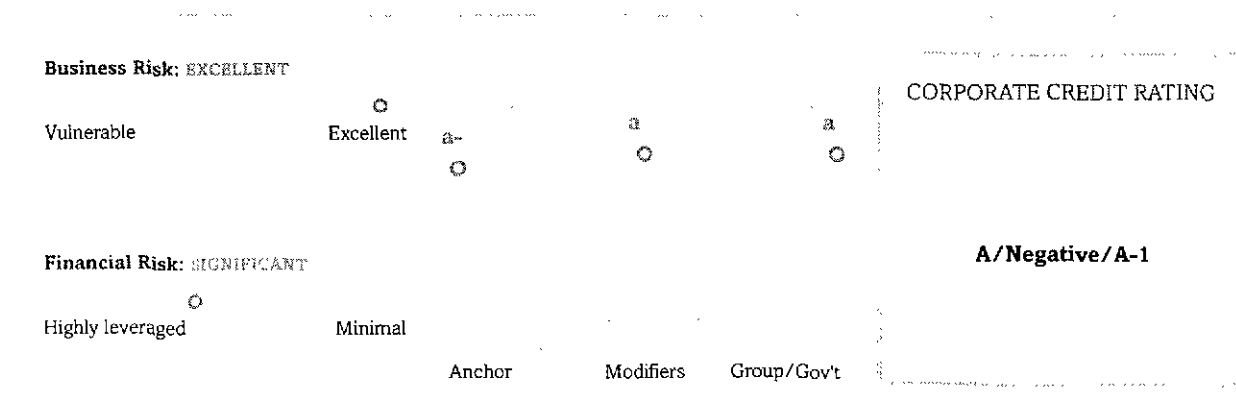 Business Risk: EXCELLENT
Vulnerable Excellent
a- a a
CORPORATE CREDIT RATING
A/Negative/A-1
Financial Risk: SIGNIFICANT
Highly leveraged Minimal
Anchor Modifiers Group/Gov't